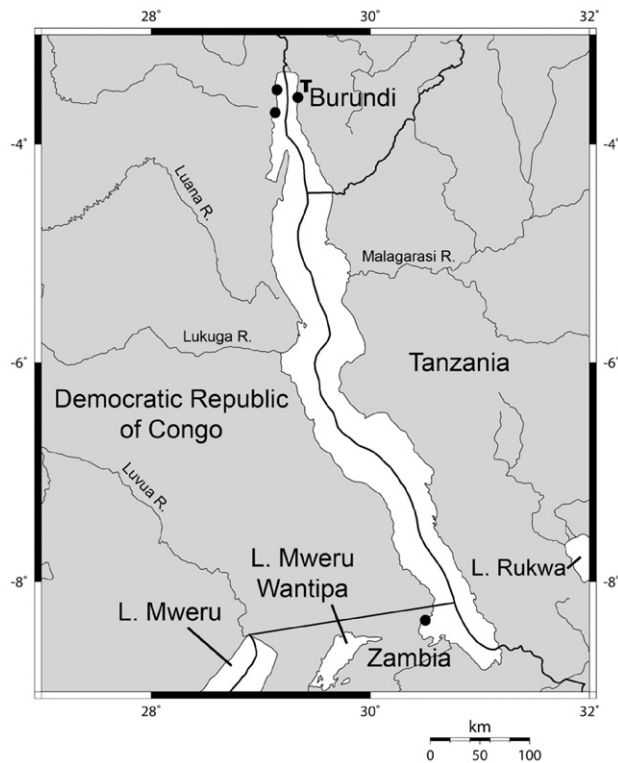 28° 30° 32°
T
Burundi
-4°
-4°
Luana R.
Malagarasi R.
Lukuga R.
-6°
-6°
Tanzania
Democratic Republic
of Congo
Luvua R.
L. Rukwa
L. Mweru
Wantipa
-8°
-8°
L. Mweru
Zambia
28° 30° 32°
km
0 50 100